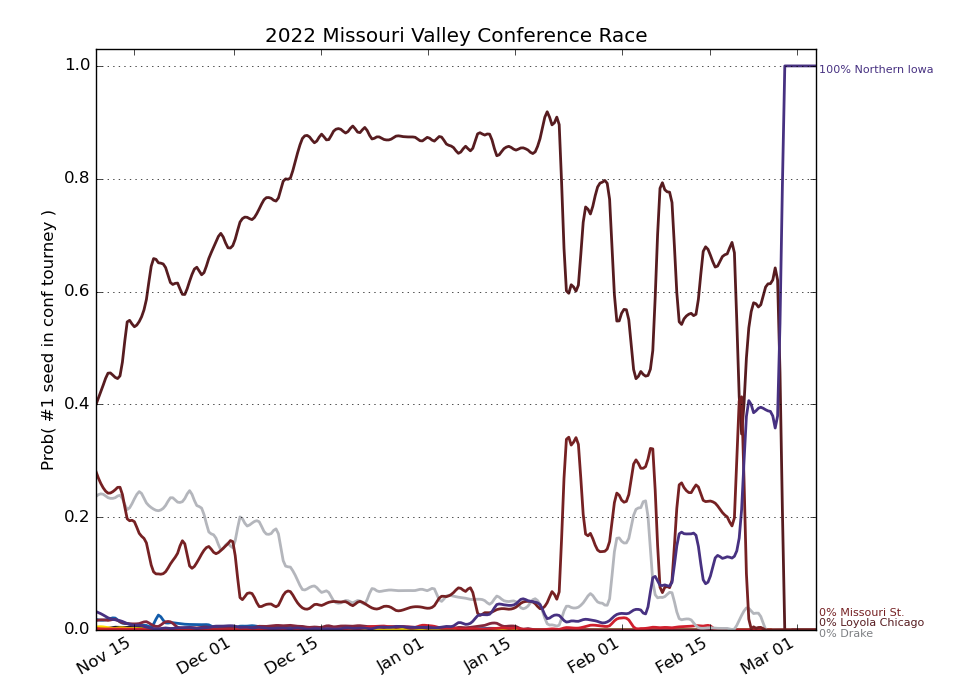 2022 Missouri Valley Conference Race
Prob( #1 seed in conf tourney )
1.0
0.8
0.6
0.4
0.2
0.0
Nov 15
Dec 01
Dec 15
Jan 01
Jan 15
Feb 01
Feb 15
Mar 01
100% Northern Iowa
0% Missouri St.
0% Loyola Chicago
0% Drake